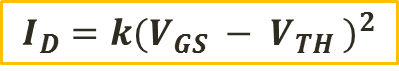 I_D = k(V_GS − V_TH )²